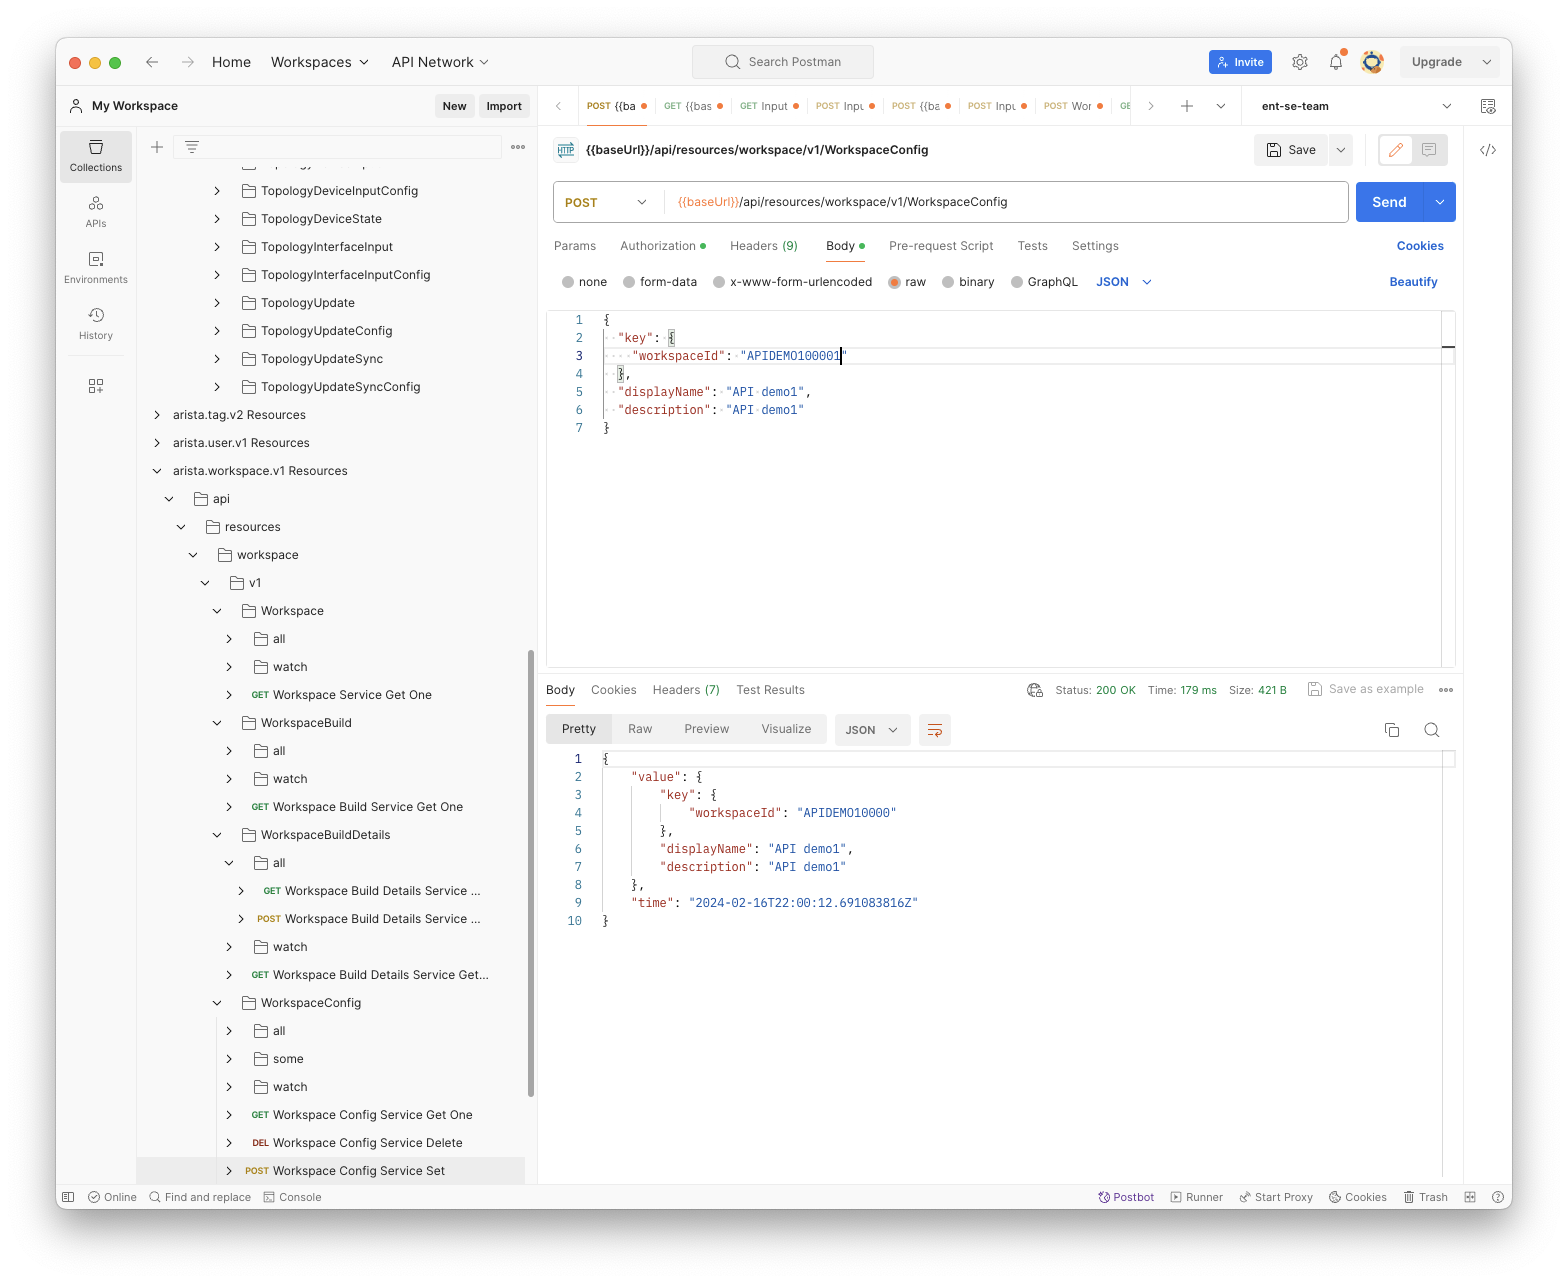 Home
Workspaces
API Network
Search Postman
Invite
Upgrade
My Workspace
New
Import
POST {{ba
GET {{bas
GET Input
POST Inpu
POST {{ba
POST Inpu
POST Wor
GE
ent-se-team
Collections
APIs
Environments
History
TopologyDeviceInputConfig
TopologyDeviceState
TopologyInterfaceInput
TopologyInterfaceInputConfig
TopologyUpdate
TopologyUpdateConfig
TopologyUpdateSync
TopologyUpdateSyncConfig
arista.tag.v2 Resources
arista.user.v1 Resources
arista.workspace.v1 Resources
api
resources
workspace
v1
Workspace
all
watch
GET Workspace Service Get One
WorkspaceBuild
all
watch
GET Workspace Build Service Get One
WorkspaceBuildDetails
all
GET Workspace Build Details Service ...
POST Workspace Build Details Service ...
watch
GET Workspace Build Details Service Get...
WorkspaceConfig
all
some
watch
GET Workspace Config Service Get One
DEL Workspace Config Service Delete
POST Workspace Config Service Set
HTTP {{baseUrl}}/api/resources/workspace/v1/WorkspaceConfig
Save
POST
{{baseUrl}}/api/resources/workspace/v1/WorkspaceConfig
Send
Params
Authorization
Headers (9)
Body
Pre-request Script
Tests
Settings
Cookies
none
form-data
x-www-form-urlencoded
raw
binary
GraphQL
JSON
Beautify
1 {
2 "key": {
3 "workspaceId": "APIDEMO100001"
4 },
5 "displayName": "API demo1",
6 "description": "API demo1"
7 }
Body
Cookies
Headers (7)
Test Results
Status: 200 OK
Time: 179 ms
Size: 421 B
Save as example
Pretty
Raw
Preview
Visualize
JSON
1 {
2 "value": {
3 "key": {
4 "workspaceId": "APIDEMO10000"
5 },
6 "displayName": "API demo1",
7 "description": "API demo1"
8 },
9 "time": "2024-02-16T22:00:12.691083816Z"
10 }
Online
Find and replace
Console
Postbot
Runner
Start Proxy
Cookies
Trash